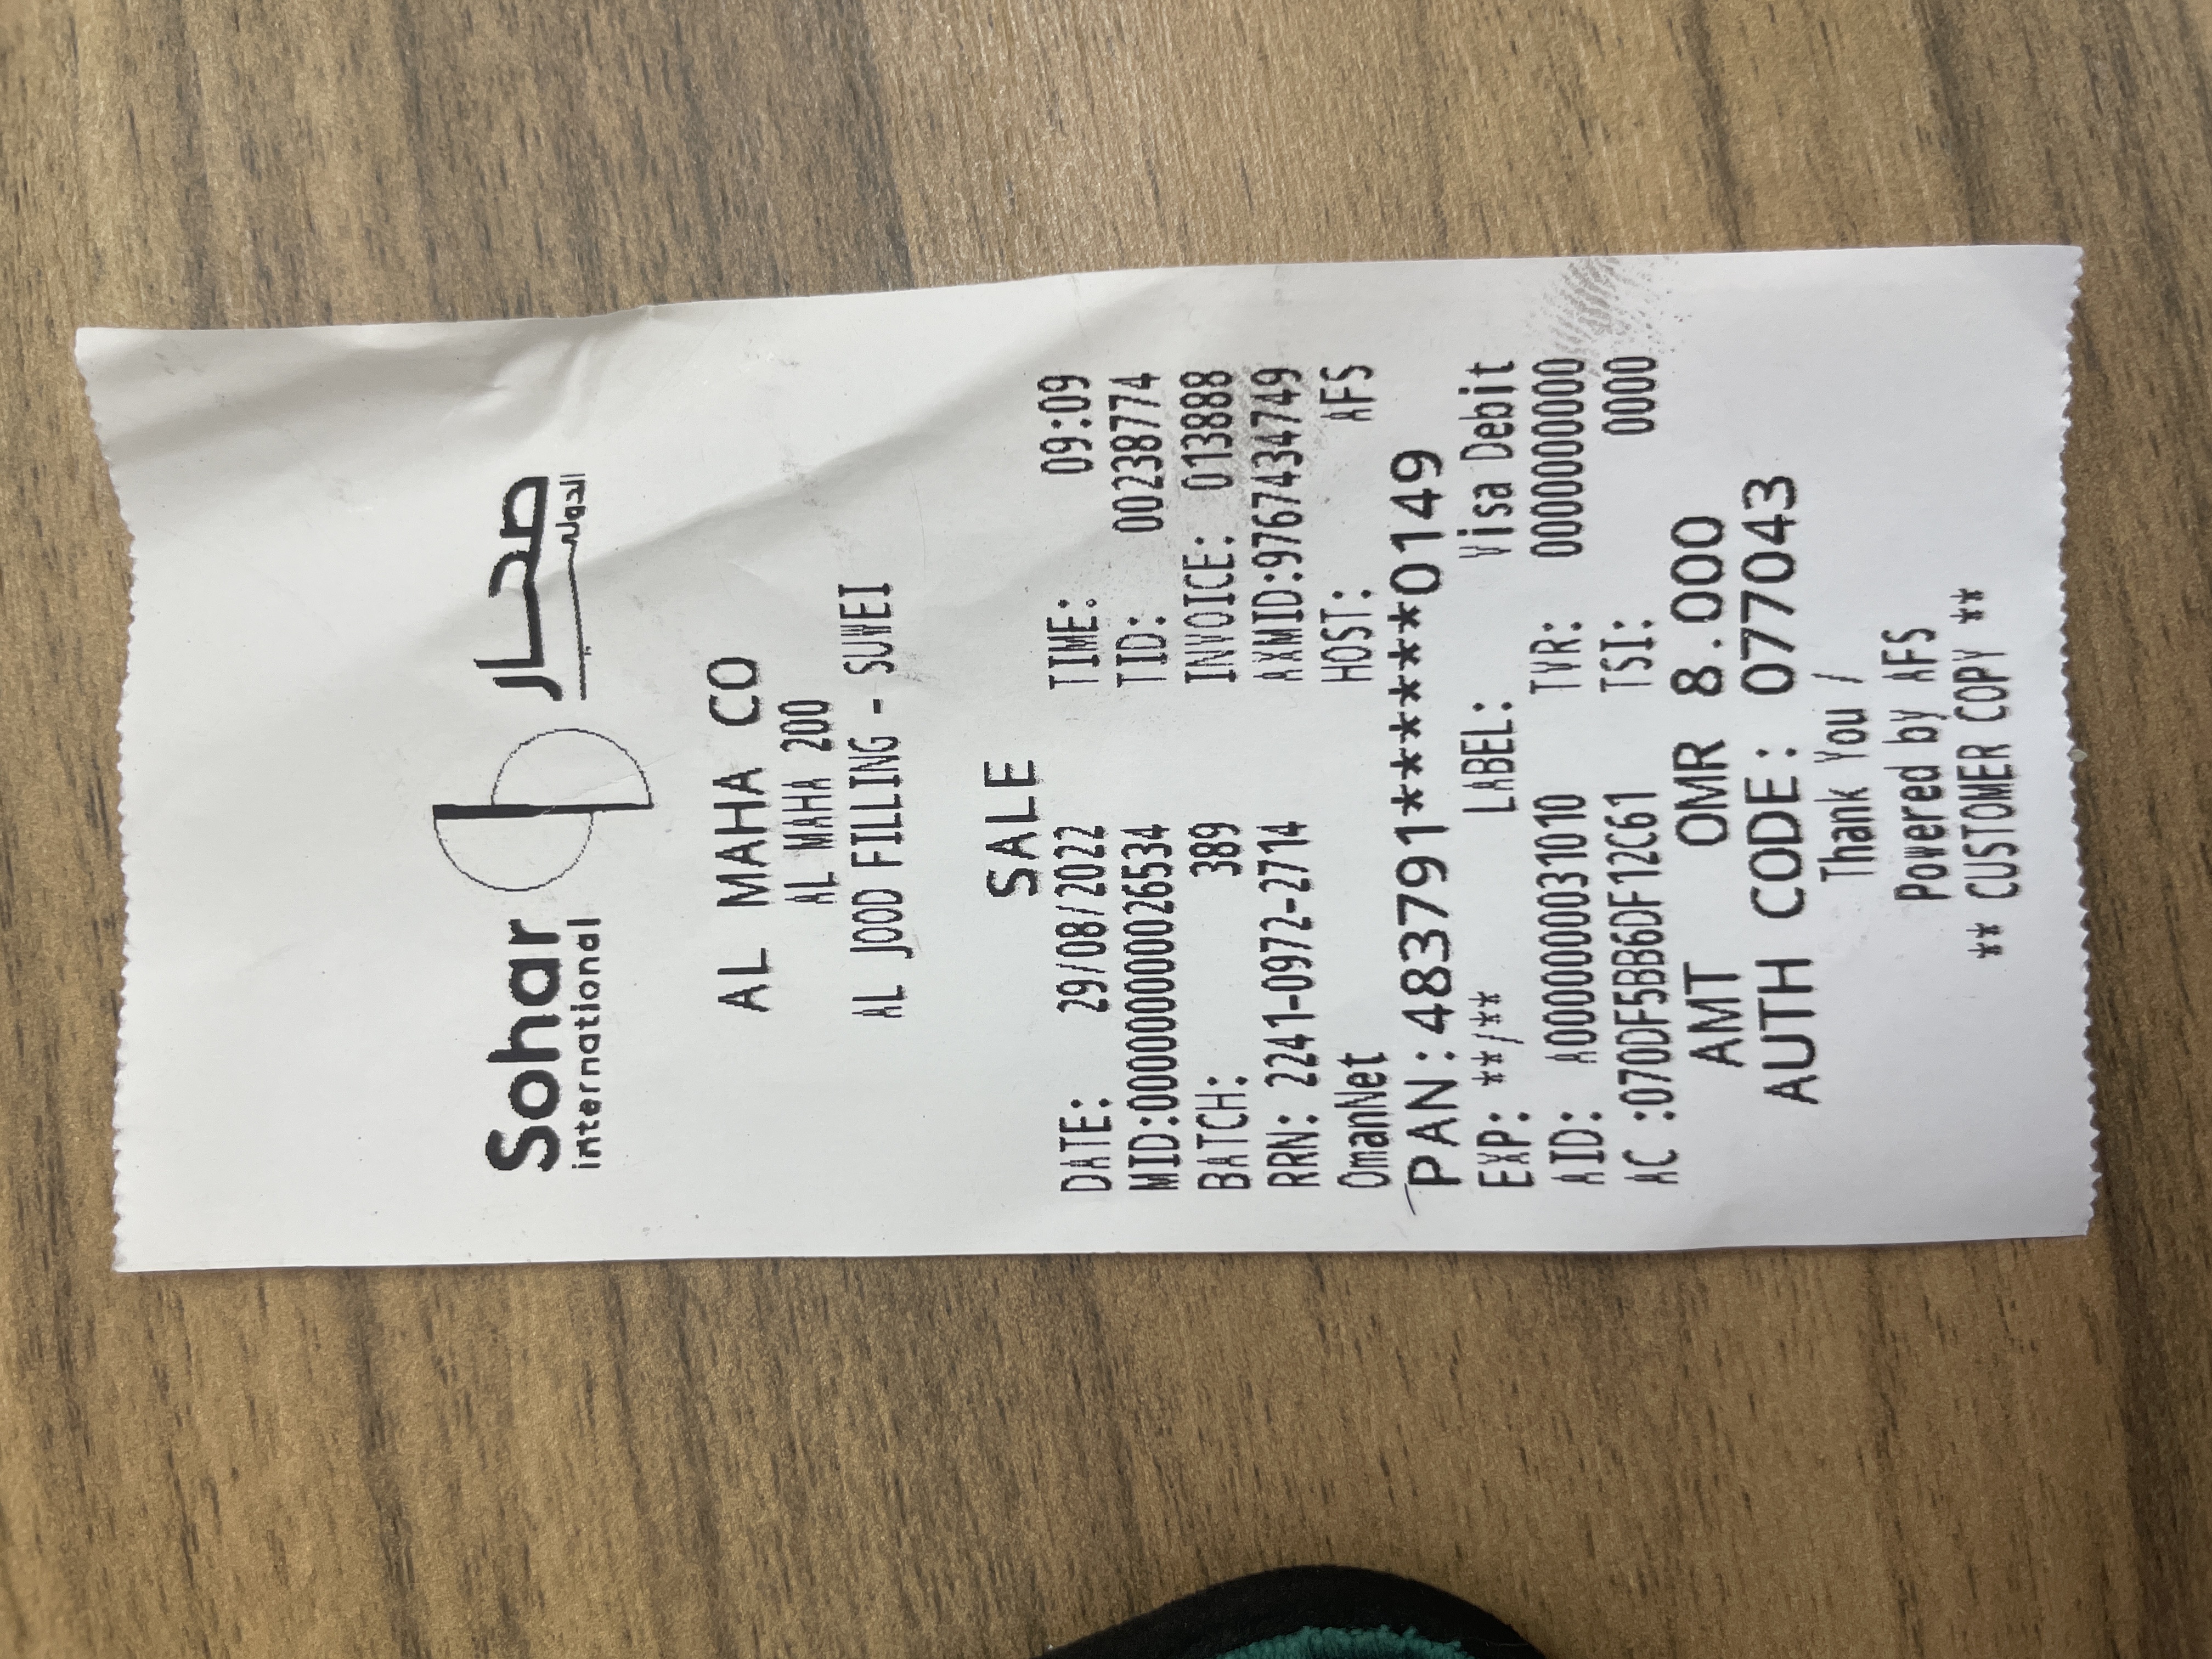 Sohar صحار
international الدولي
AL MAHA CO
AL MAHA 200
AL JOOD FILLING - SUWEI
SALE
DATE: 29/08/2022 TIME: 09:09
MID:000000000026534 TID: 00238774
BATCH: 389 INVOICE: 013888
RRN: 2241-0972-2714 AXMID:9767434749
OmanNet HOST: AFS
PAN:483791******0149
EXP: **/** LABEL: Visa Debit
AID: A0000000031010 TVR: 0000000000
AC :070DF5BB6DF12C61 TSI: 0000
AMT OMR 8.000
AUTH CODE: 077043
Thank You /
Powered by AFS
** CUSTOMER COPY **